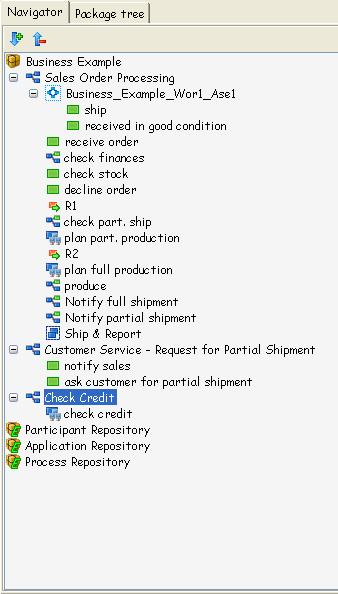 Navigator
Package tree
Business Example
Sales Order Processing
Business_Example_Wor1_Ase1
ship
received in good condition
receive order
check finances
check stock
decline order
R1
check part. ship
plan part. production
R2
plan full production
produce
Notify full shipment
Notify partial shipment
Ship & Report
Customer Service - Request for Partial Shipment
notify sales
ask customer for partial shipment
Check Credit
check credit
Participant Repository
Application Repository
Process Repository